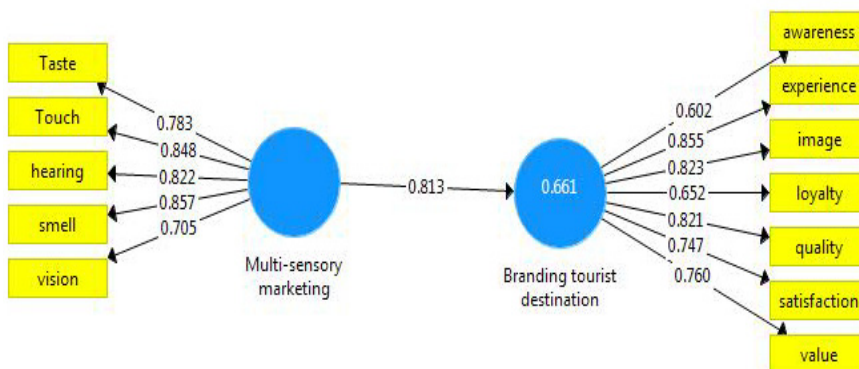 Taste
Touch
hearing
smell
vision
0.783
0.848
0.822
0.857
0.705
Multi-sensory
marketing
0.813
0.661
Branding tourist
destination
0.602
0.855
0.823
0.652
0.821
0.747
0.760
awareness
experience
image
loyalty
quality
satisfaction
value